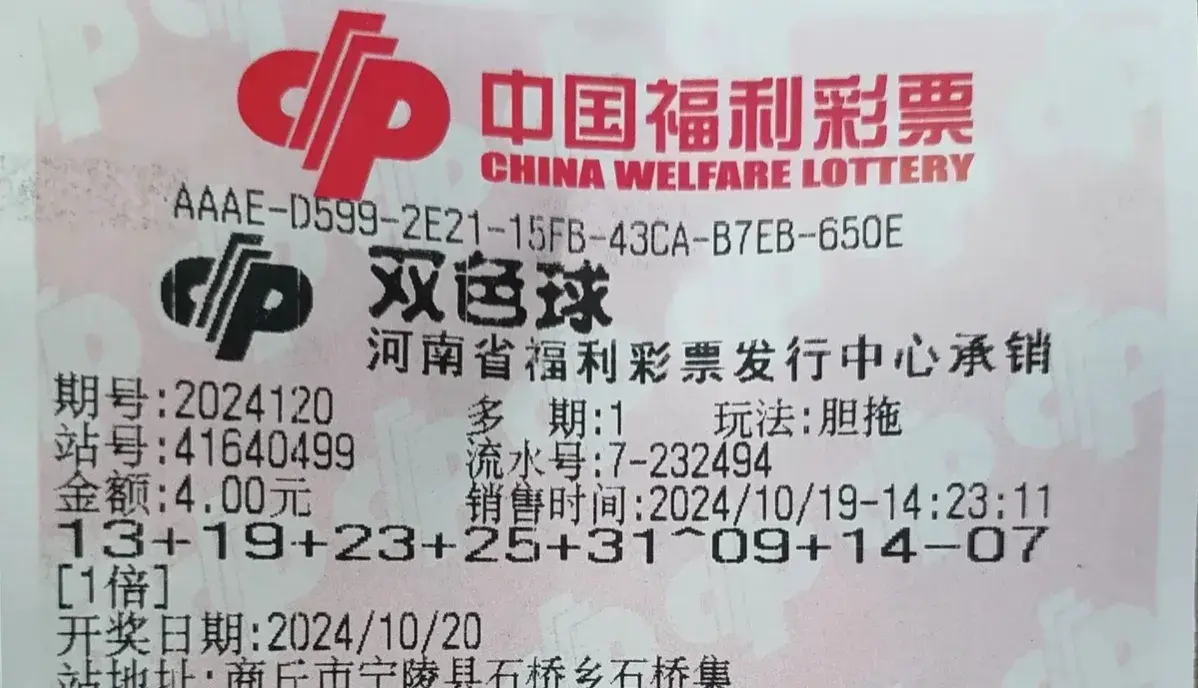 中国福利彩票
CHINA WELFARE LOTTERY
AAAE-D599-2E21-15FB-43CA-B7EB-650E
双色球
河南省福利彩票发行中心承销
期号:2024120 多 期:1 玩法:胆拖
站号:41640499 流水号:7-232494
金额:4.00元 销售时间:2024/10/19-14:23:11
13+19+23+25+31^09+14-07
[1倍]
开奖日期:2024/10/20
站地址:商丘市宁陵县石桥乡石桥集